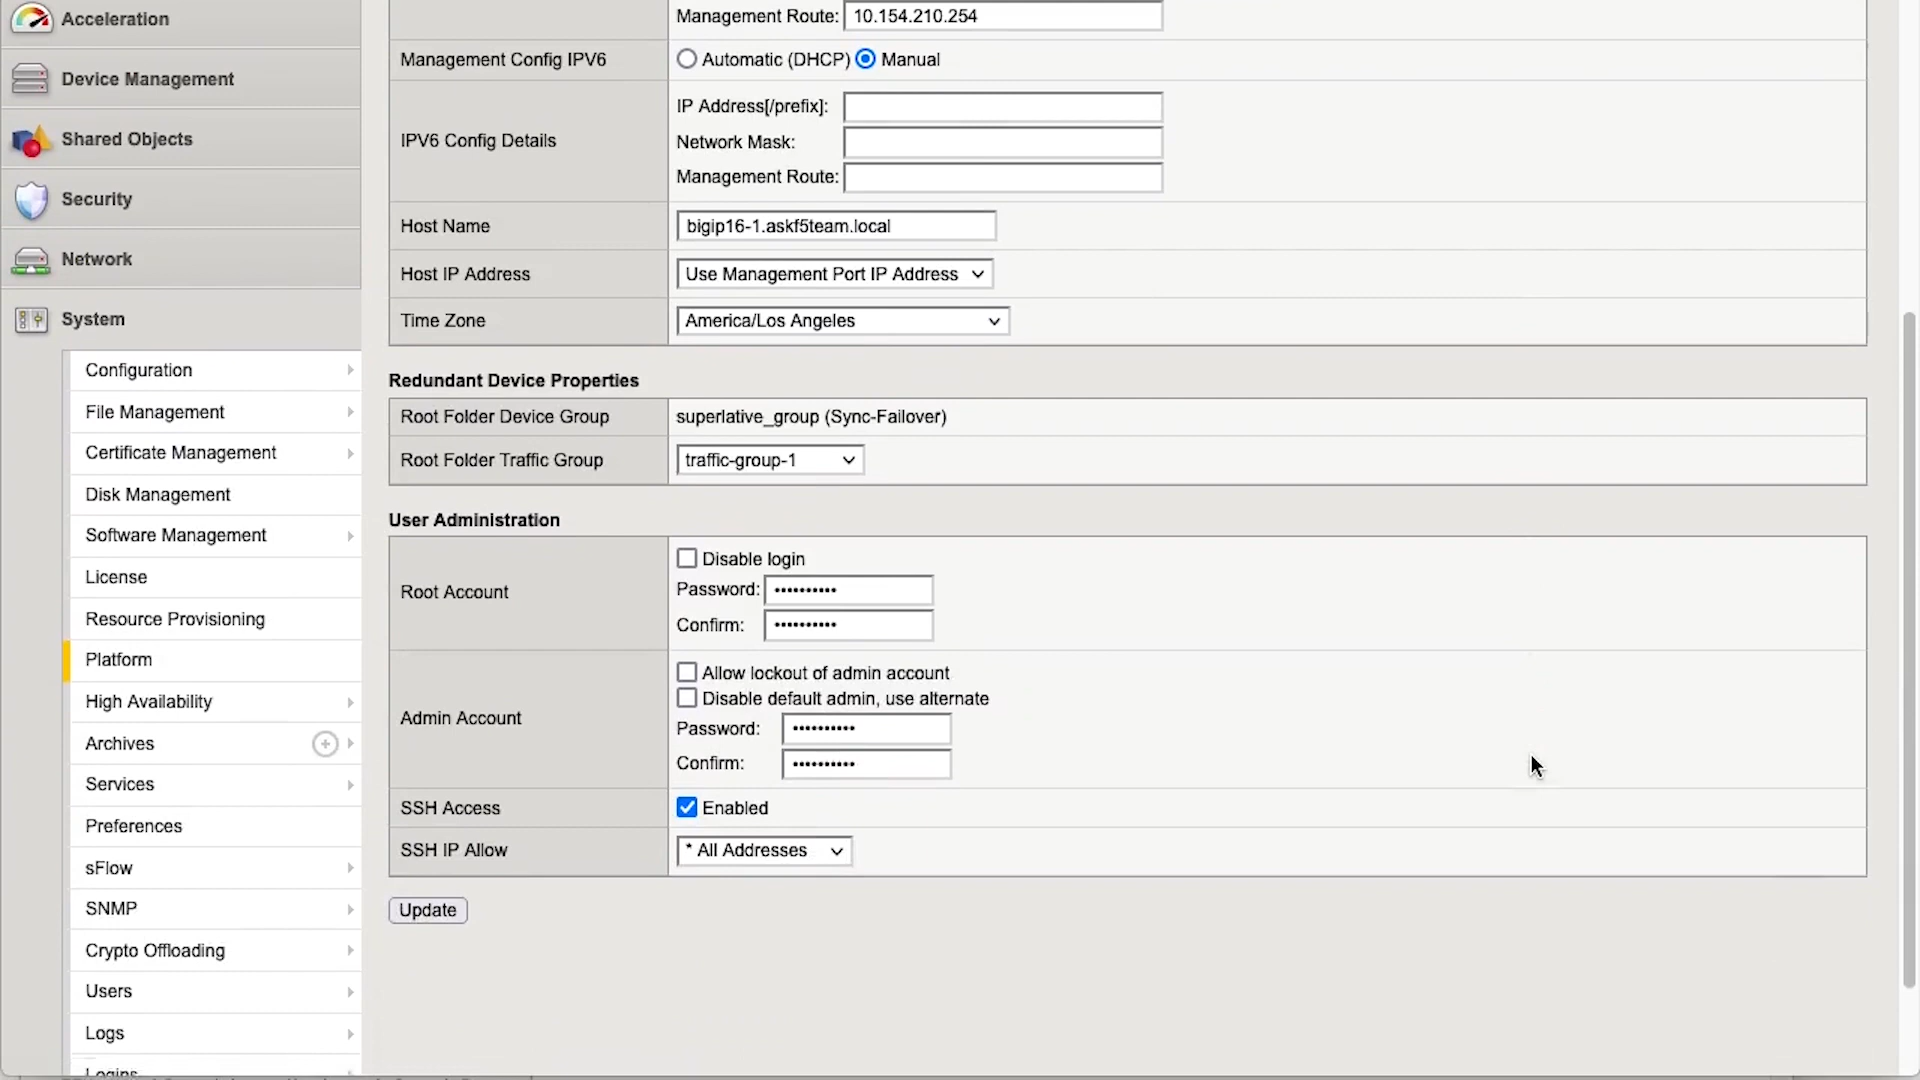 Acceleration
Device Management
Shared Objects
Security
Network
System
Configuration
File Management
Certificate Management
Disk Management
Software Management
License
Resource Provisioning
Platform
High Availability
Archives
Services
Preferences
sFlow
SNMP
Crypto Offloading
Users
Logs
Logins
Management Route: 10.154.210.254
Management Config IPV6 Automatic (DHCP) Manual
IPV6 Config Details
IP Address[/prefix]:
Network Mask:
Management Route:
Host Name bigip16-1.askf5team.local
Host IP Address Use Management Port IP Address
Time Zone America/Los Angeles
Redundant Device Properties
Root Folder Device Group superlative_group (Sync-Failover)
Root Folder Traffic Group traffic-group-1
User Administration
Root Account
Disable login
Password: ••••••••••
Confirm: ••••••••••
Admin Account
Allow lockout of admin account
Disable default admin, use alternate
Password: ••••••••••
Confirm: ••••••••••
SSH Access Enabled
SSH IP Allow * All Addresses
Update